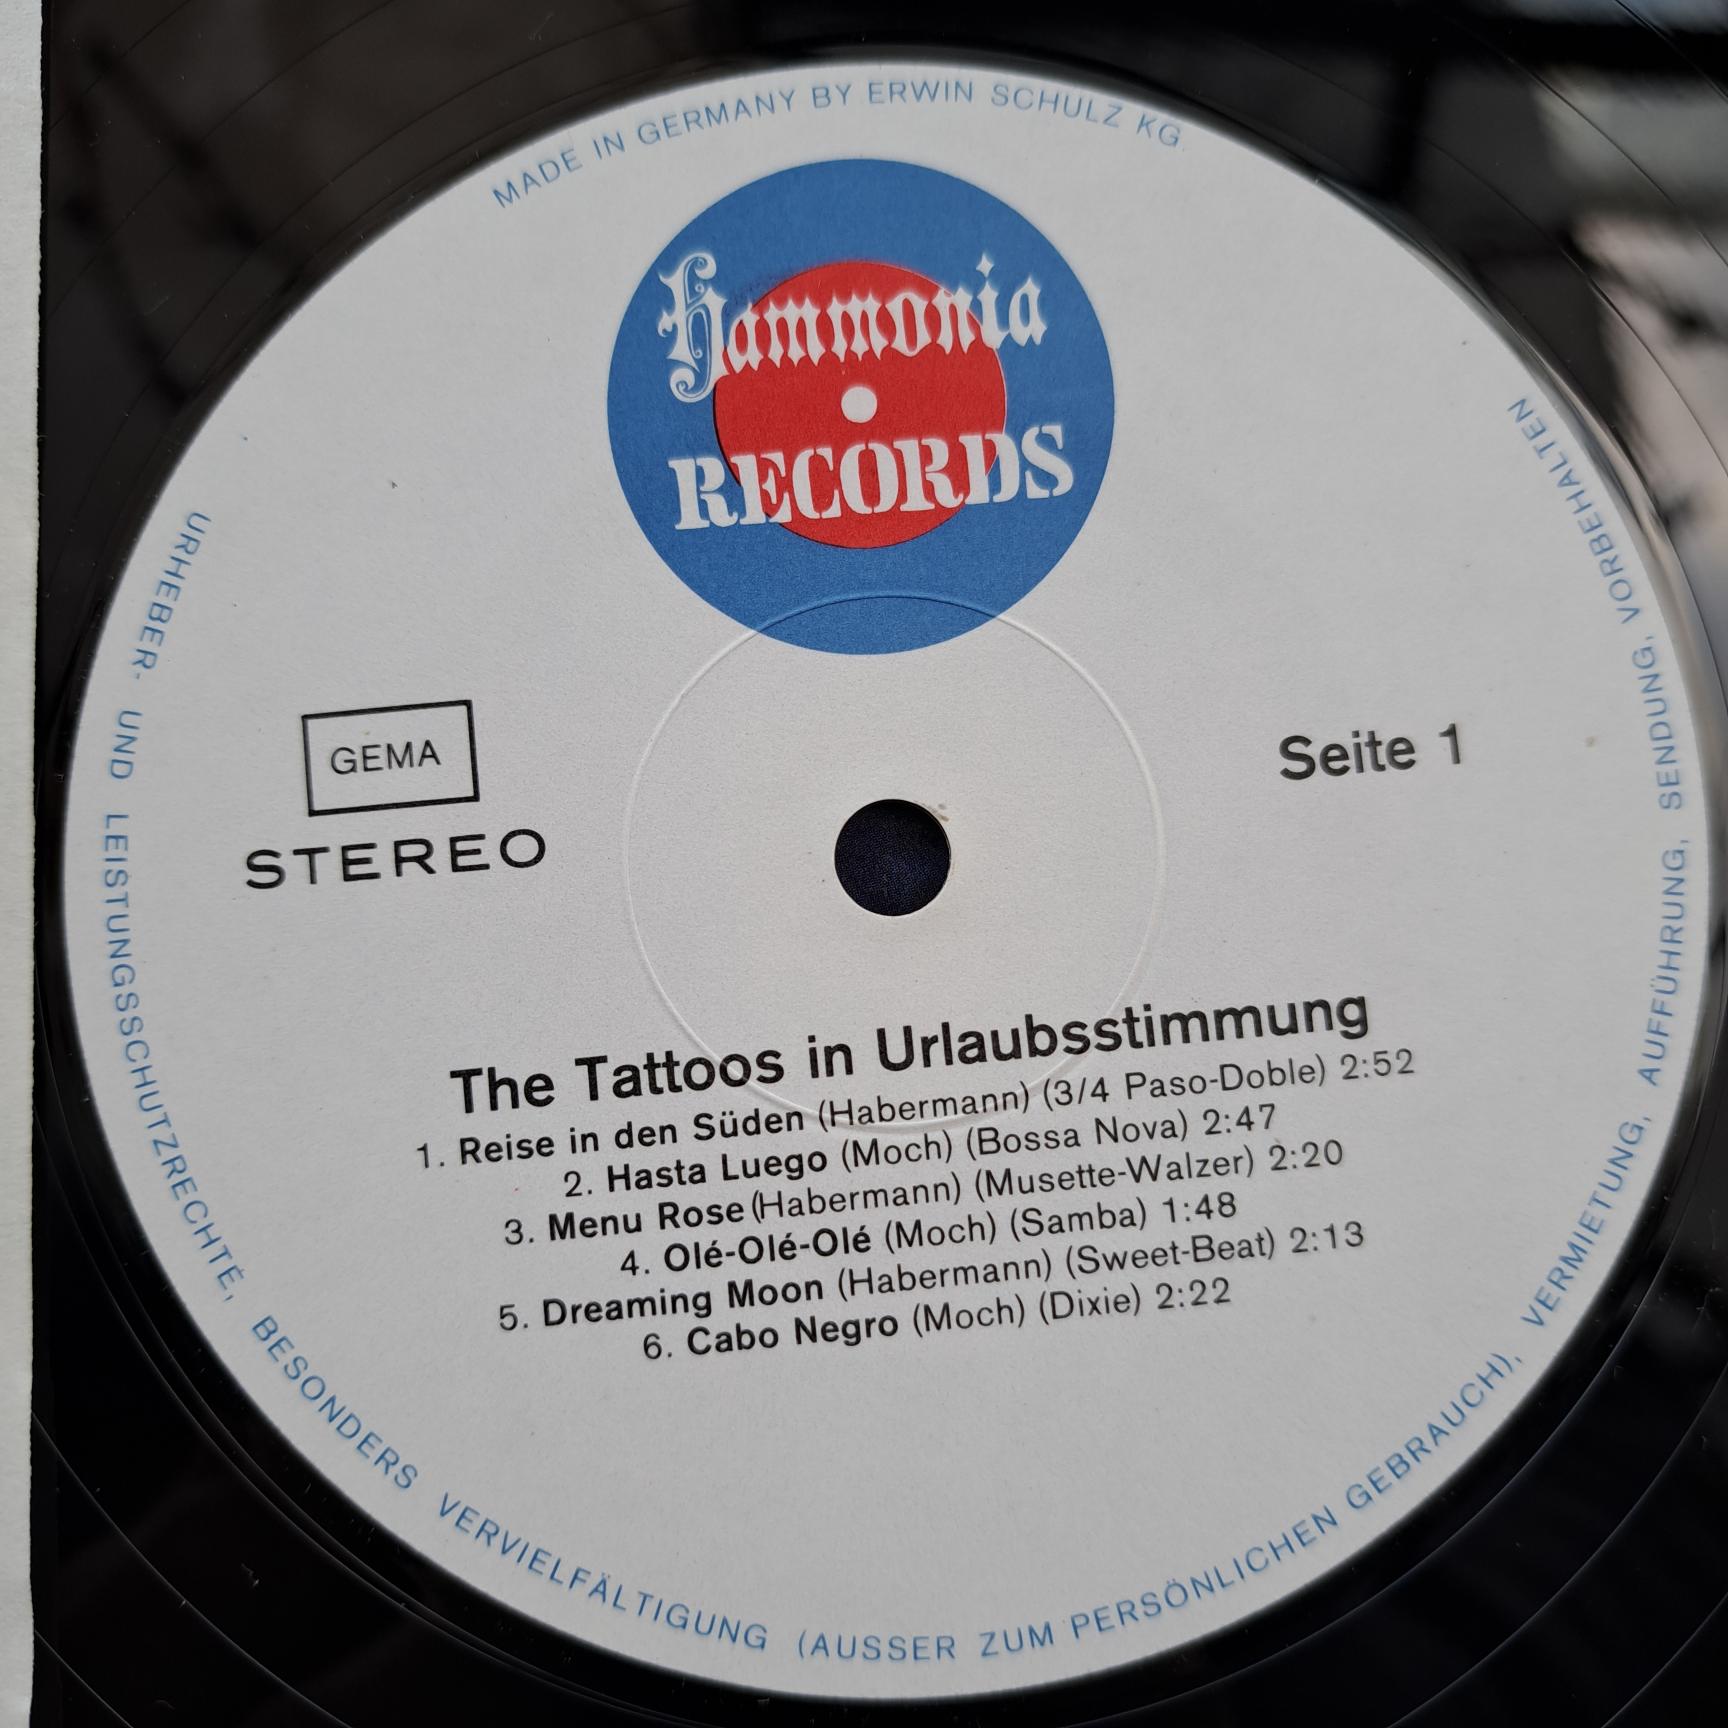 MADE IN GERMANY BY ERWIN SCHULZ KG.
Hammonia
RECORDS
GEMA
STEREO
Seite 1
The Tattoos in Urlaubsstimmung
1. Reise in den Süden (Habermann) (3/4 Paso-Doble) 2:52
2. Hasta Luego (Moch) (Bossa Nova) 2:47
3. Menu Rose (Habermann) (Musette-Walzer) 2:20
4. Olé-Olé-Olé (Moch) (Samba) 1:48
5. Dreaming Moon (Habermann) (Sweet-Beat) 2:13
6. Cabo Negro (Moch) (Dixie) 2:22
URHEBER- UND LEISTUNGSSCHUTZRECHTE, BESONDERS VERVIELFÄLTIGUNG (AUSSER ZUM PERSÖNLICHEN GEBRAUCH), VERMIETUNG, AUFFÜHRUNG, SENDUNG, VORBEHALTEN